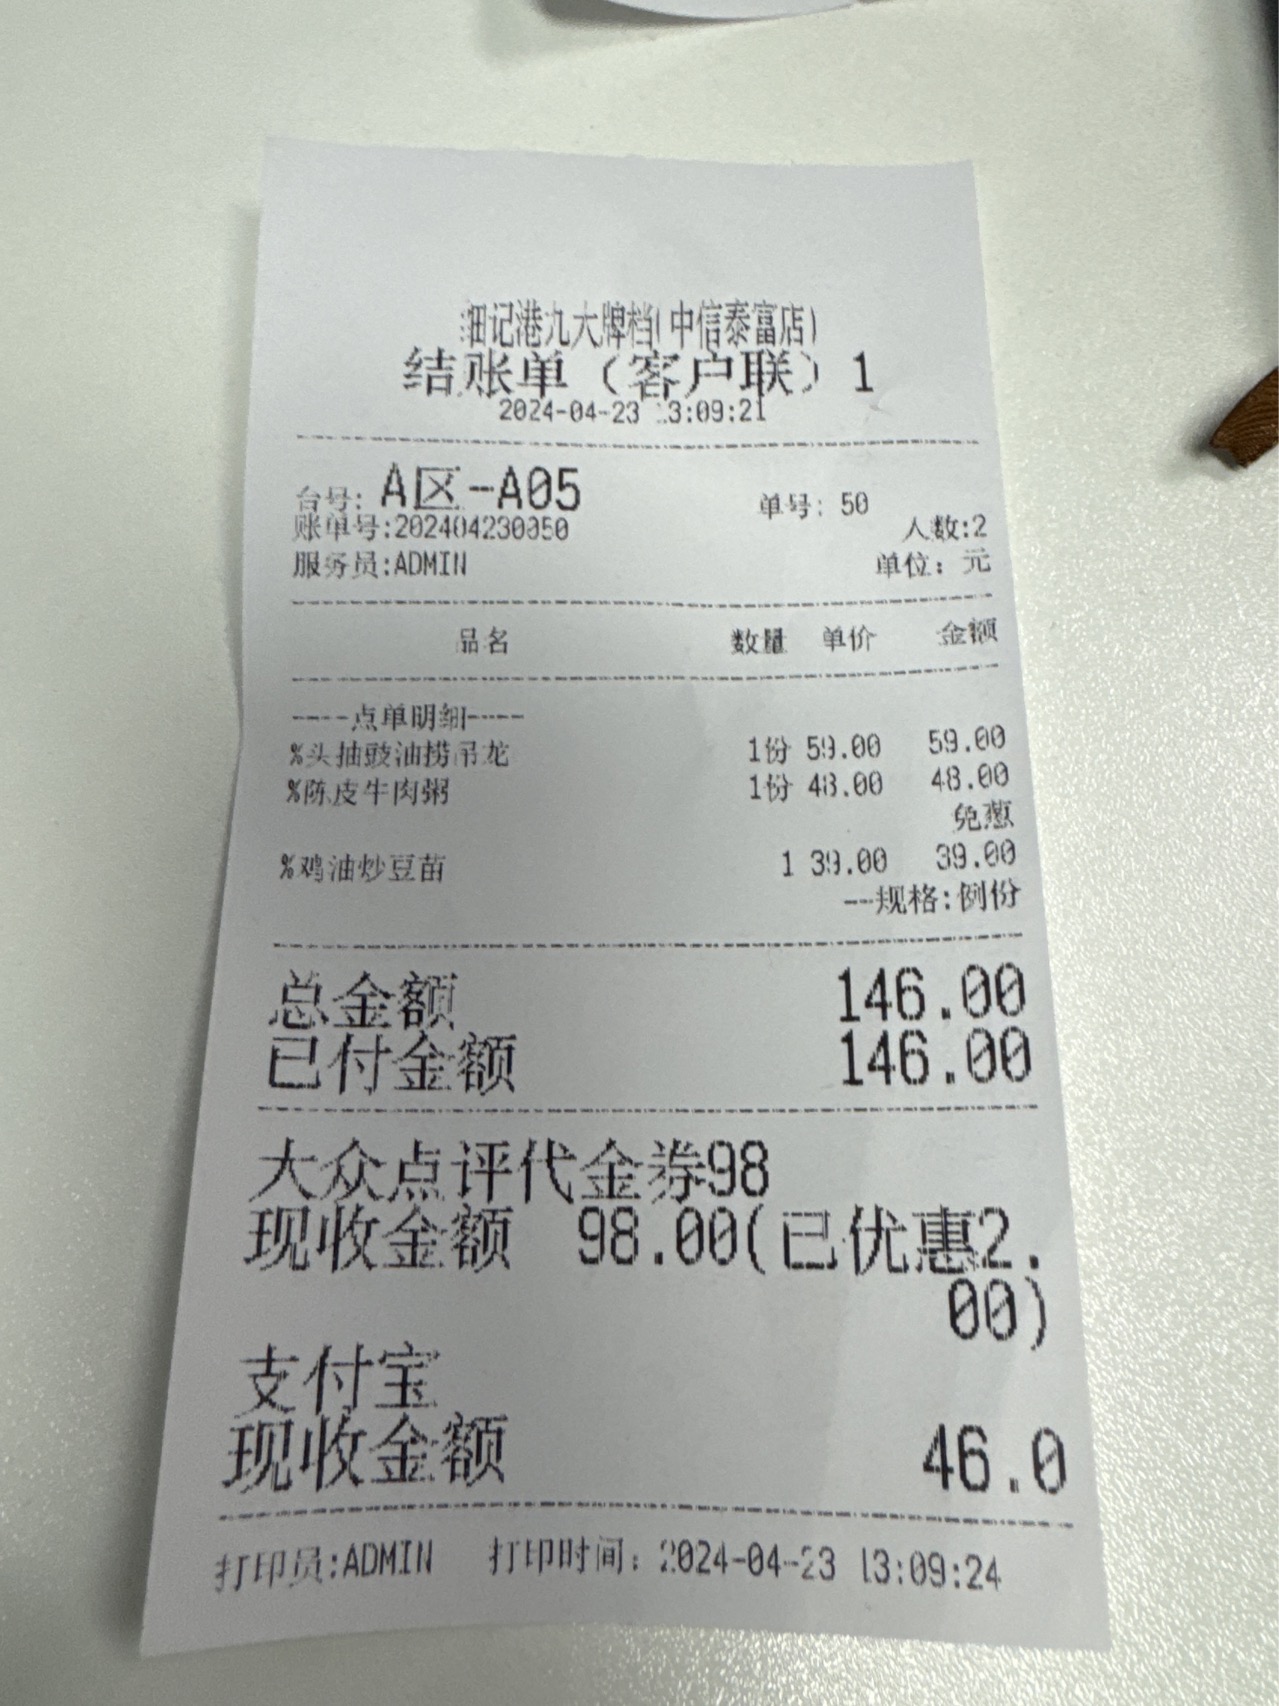 细记港九大牌档(中信泰富店)
结账单（客户联）1
2024-04-23 13:09:21
台号: A区-A05 单号: 50
账单号:202404230050 人数:2
服务员:ADMIN 单位: 元
品名 数量 单价 金额
----点单明细----
%头抽豉油捞吊龙 1份 59.00 59.00
%陈皮牛肉粥 1份 48.00 48.00
免葱
%鸡油炒豆苗 1 39.00 39.00
--规格:例份
总金额 146.00
已付金额 146.00
大众点评代金券98
现收金额 98.00(已优惠2.
00)
支付宝
现收金额 46.0
打印员:ADMIN 打印时间: 2024-04-23 13:09:24